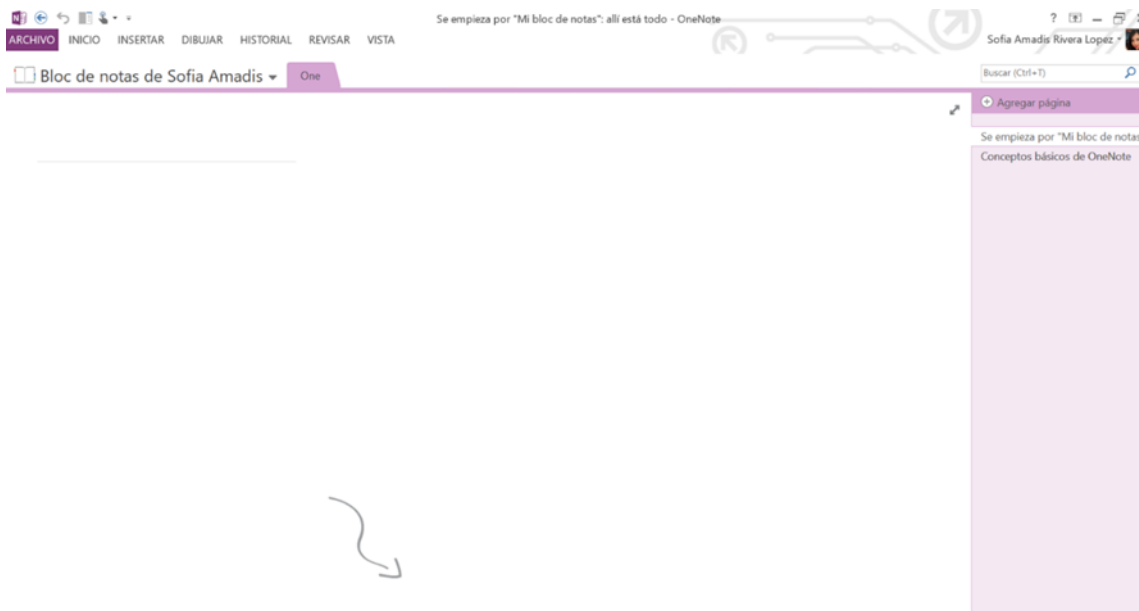 Se empieza por "Mi bloc de notas": allí está todo - OneNote
ARCHIVO INICIO INSERTAR DIBUJAR HISTORIAL REVISAR VISTA
Sofia Amadis Rivera Lopez
Bloc de notas de Sofia Amadis
One
Buscar (Ctrl+T)
Agregar página
Se empieza por "Mi bloc de notas
Conceptos básicos de OneNote